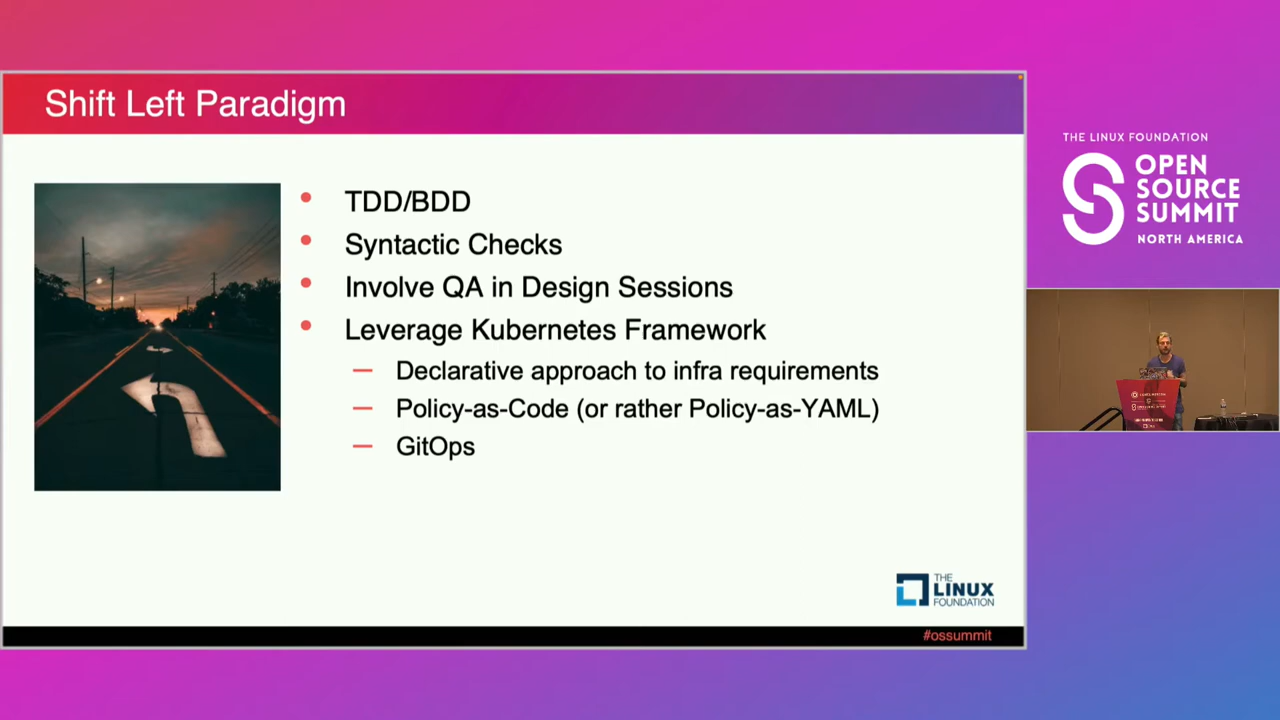 Shift Left Paradigm
TDD/BDD
Syntactic Checks
Involve QA in Design Sessions
Leverage Kubernetes Framework
Declarative approach to infra requirements
Policy-as-Code (or rather Policy-as-YAML)
GitOps
THE
LINUX
FOUNDATION
#ossummit
THE LINUX FOUNDATION
OPEN
SOURCE
SUMMIT
NORTH AMERICA